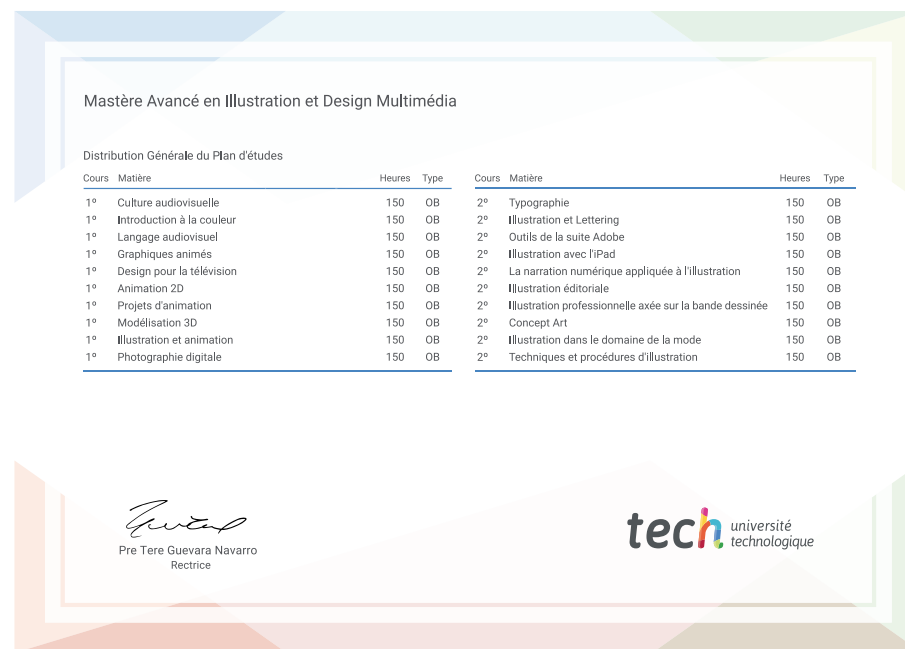 Mastère Avancé en Illustration et Design Multimédia
Distribution Générale du Plan d'études
Cours Matière Heures Type
1º Culture audiovisuelle 150 OB
1º Introduction à la couleur 150 OB
1º Langage audiovisuel 150 OB
1º Graphiques animés 150 OB
1º Design pour la télévision 150 OB
1º Animation 2D 150 OB
1º Projets d'animation 150 OB
1º Modélisation 3D 150 OB
1º Illustration et animation 150 OB
1º Photographie digitale 150 OB
Cours Matière Heures Type
2º Typographie 150 OB
2º Illustration et Lettering 150 OB
2º Outils de la suite Adobe 150 OB
2º Illustration avec l'iPad 150 OB
2º La narration numérique appliquée à l'illustration 150 OB
2º Illustration éditoriale 150 OB
2º Illustration professionnelle axée sur la bande dessinée 150 OB
2º Concept Art 150 OB
2º Illustration dans le domaine de la mode 150 OB
2º Techniques et procédures d'illustration 150 OB
Pre Tere Guevara Navarro
Rectrice
tech université
technologique